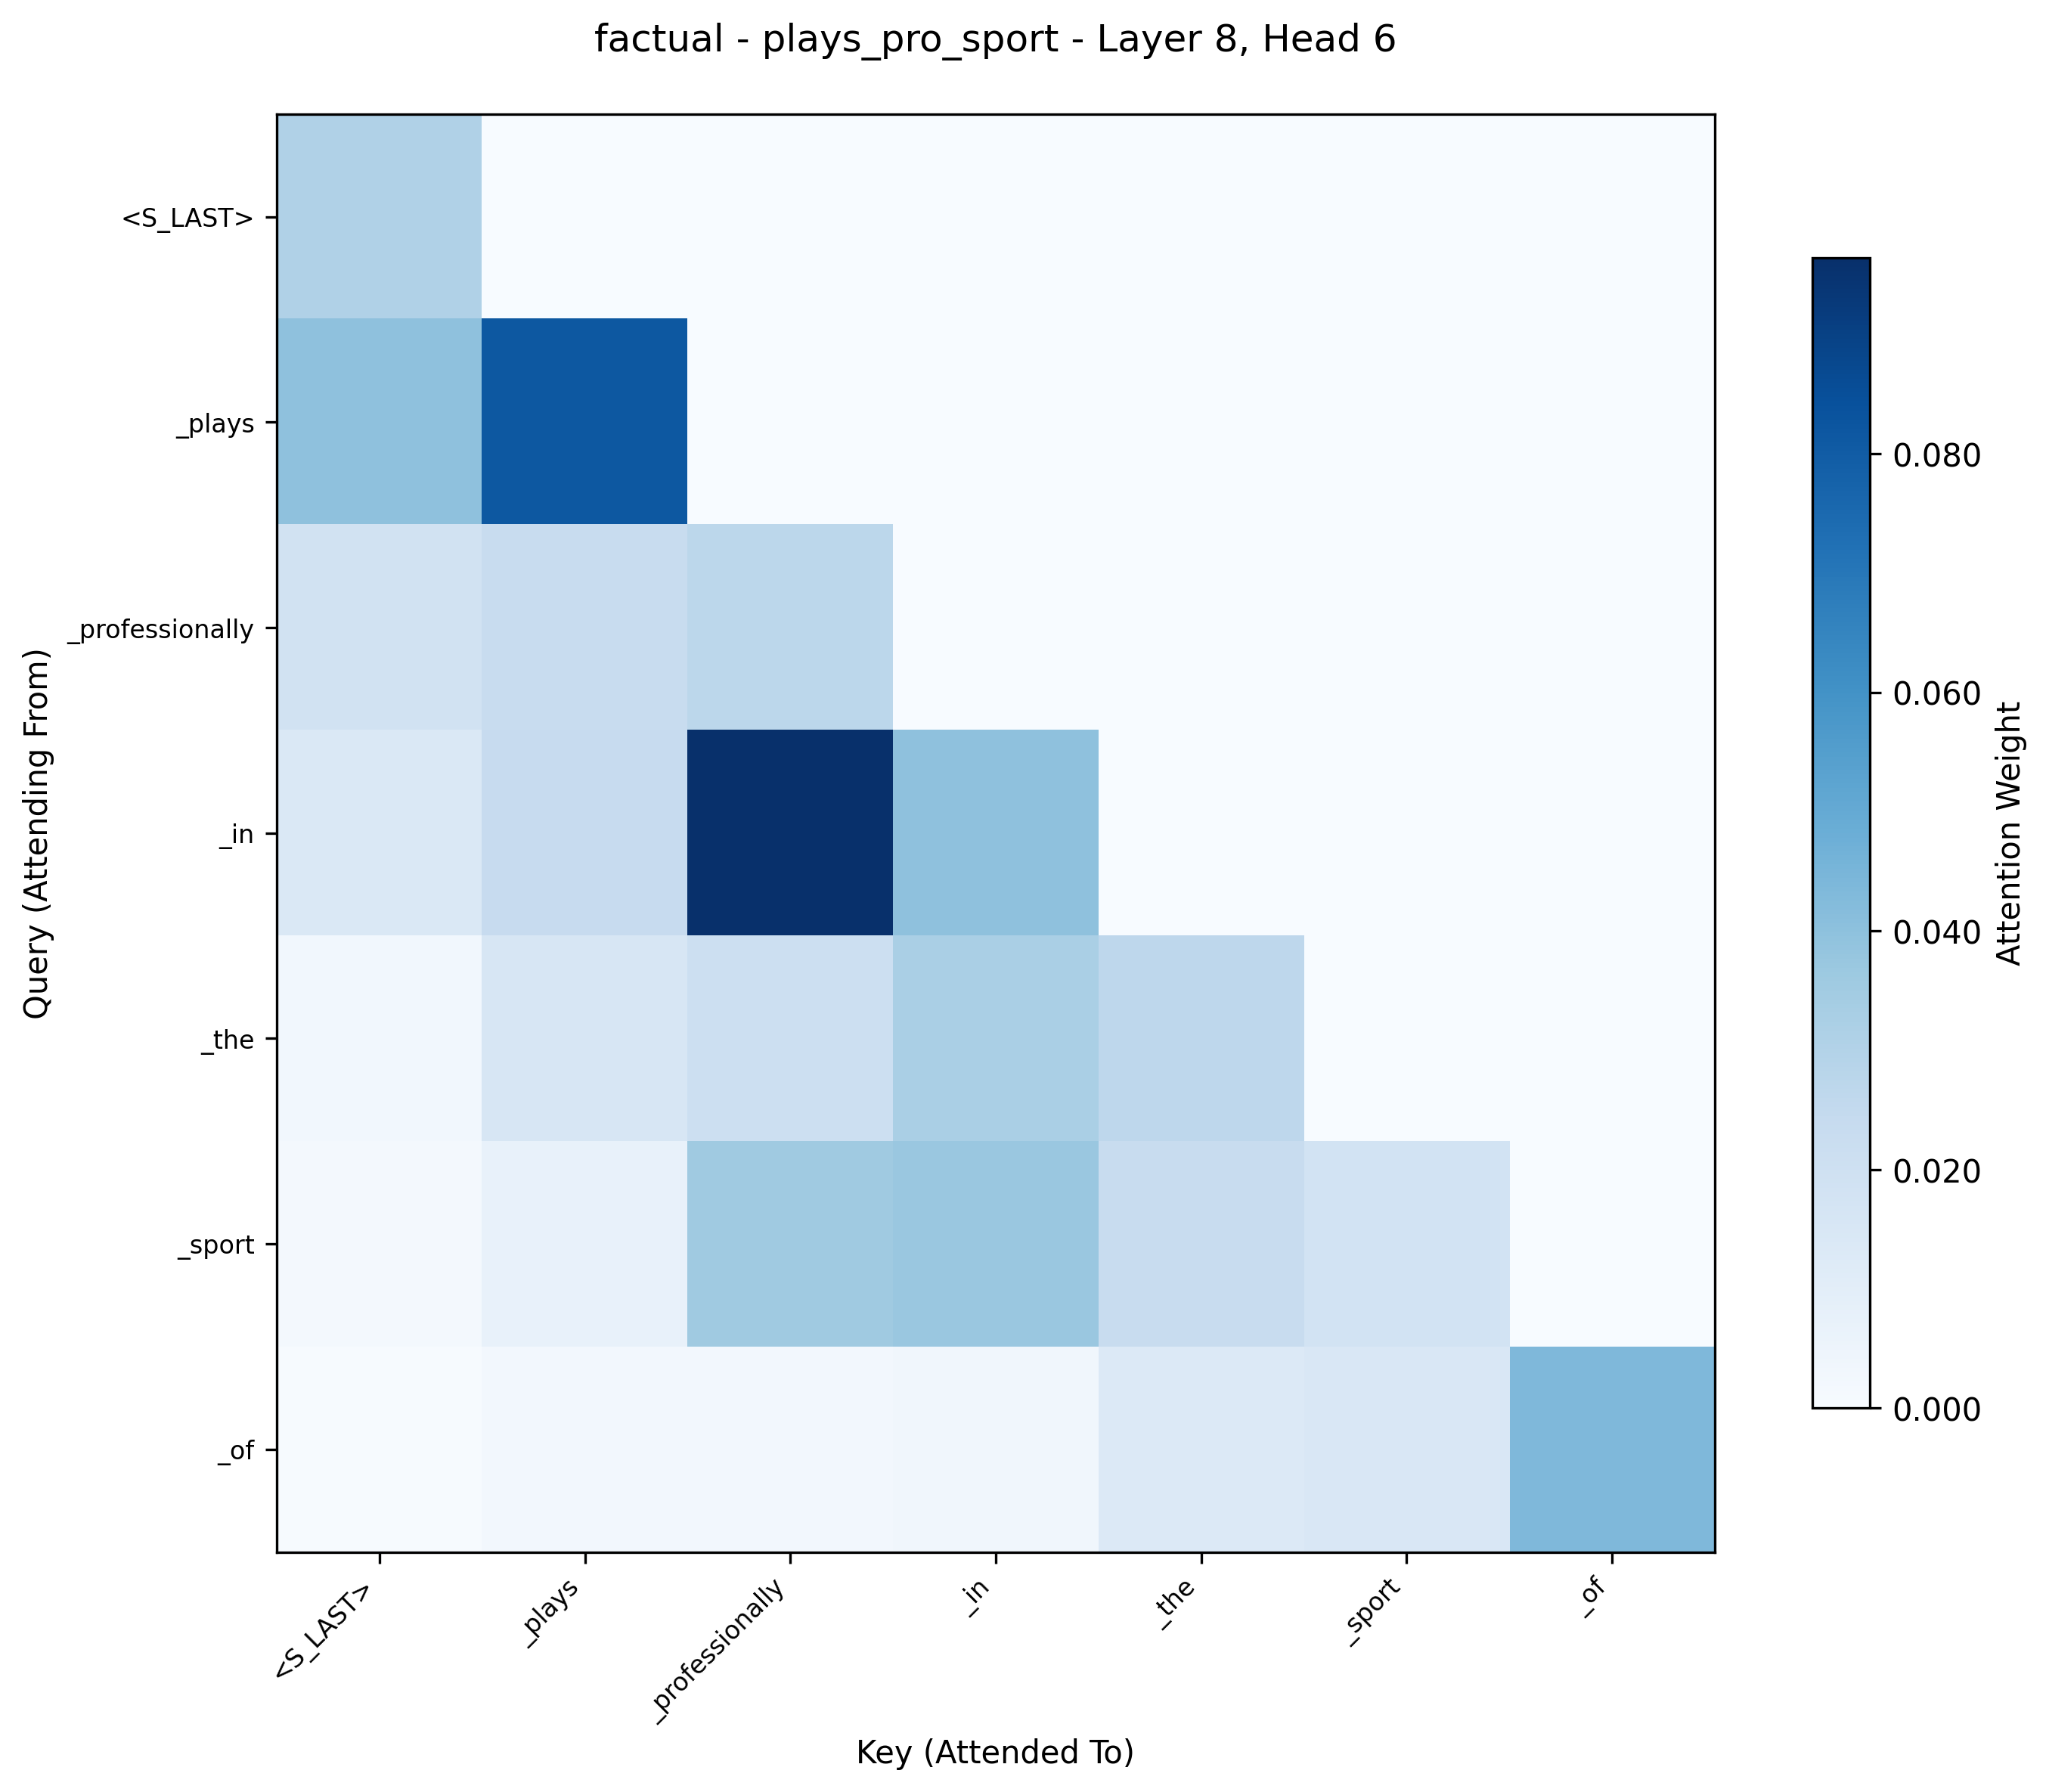 factual - plays_pro_sport - Layer 8, Head 6
Query (Attending From)
<S_LAST>
_plays
_professionally
_in
_the
_sport
_of
<S_LAST>
_plays
_professionally
_in
_the
_sport
_of
Key (Attended To)
0.080
0.060
0.040
0.020
0.000
Attention Weight